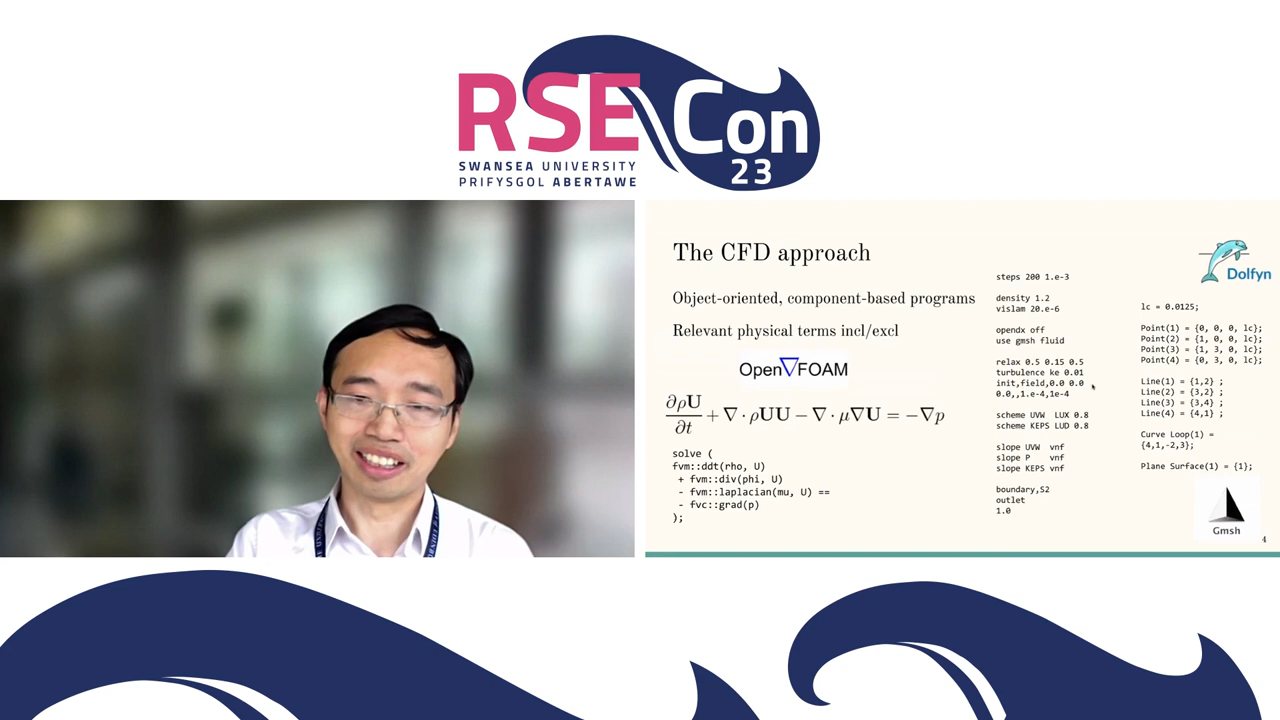 RSE Con
23
SWANSEA UNIVERSITY
PRIFYSGOL ABERTAWE
The CFD approach
Object-oriented, component-based programs
Relevant physical terms incl/excl
Open∇FOAM
∂ρU/∂t + ∇ · ρUU − ∇ · μ∇U = −∇p
solve (
fvm::ddt(rho, U)
+ fvm::div(phi, U)
- fvm::laplacian(mu, U) ==
- fvc::grad(p)
);
steps 200 1.e-3
density 1.2
vislam 20.e-6
opendx off
use gmsh fluid
relax 0.5 0.15 0.5
turbulence ke 0.01
init,field,0.0 0.0
0.0,,1.e-4,1e-4
scheme UVW LUX 0.8
scheme KEPS LUD 0.8
slope UVW vnf
slope P vnf
slope KEPS vnf
boundary,S2
outlet
1.0
Dolfyn
lc = 0.0125;
Point(1) = {0, 0, 0, lc};
Point(2) = {1, 0, 0, lc};
Point(3) = {1, 3, 0, lc};
Point(4) = {0, 3, 0, lc};
Line(1) = {1,2} ;
Line(2) = {3,2} ;
Line(3) = {3,4} ;
Line(4) = {4,1} ;
Curve Loop(1) =
{4,1,-2,3};
Plane Surface(1) = {1};
Gmsh
4